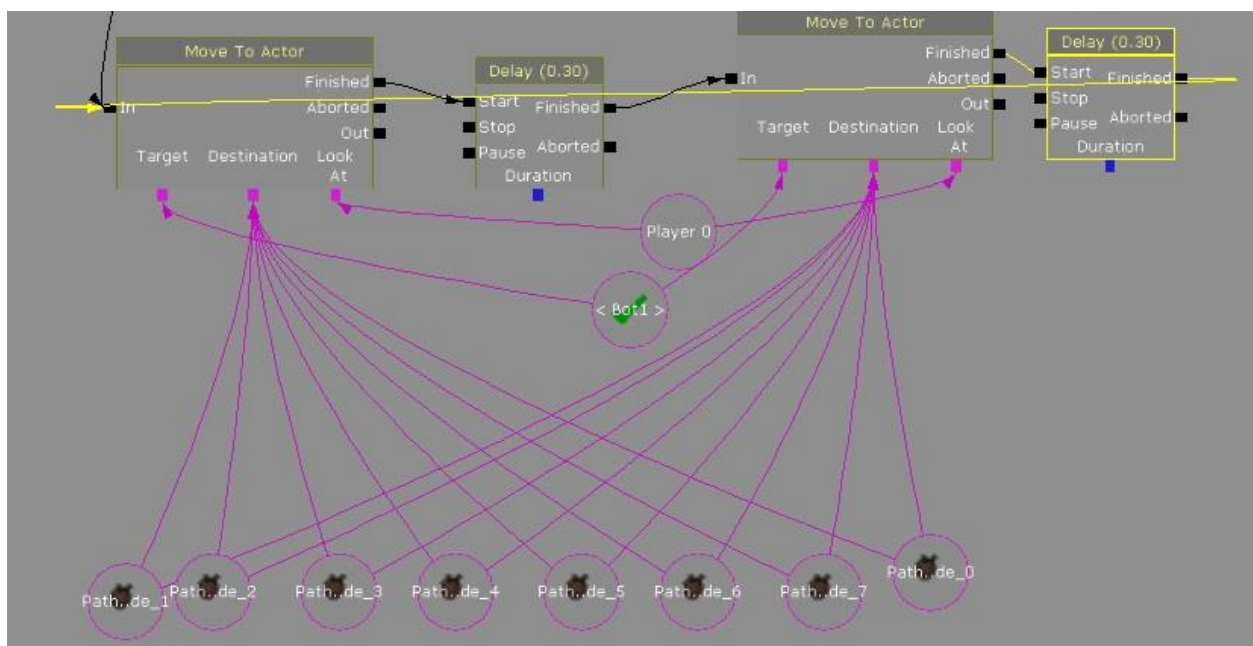 Move To Actor
Finished
In
Aborted
Out
Target Destination Look
At
Delay (0.30)
Start Finished
Stop
Pause Aborted
Duration
Move To Actor
Finished
In
Aborted
Out
Target Destination Look
At
Delay (0.30)
Start Finished
Stop
Pause Aborted
Duration
Player 0
< Bot1 >
Path..de_1
Path..de_2
Path..de_3
Path..de_4
Path..de_5
Path..de_6
Path..de_7
Path..de_0